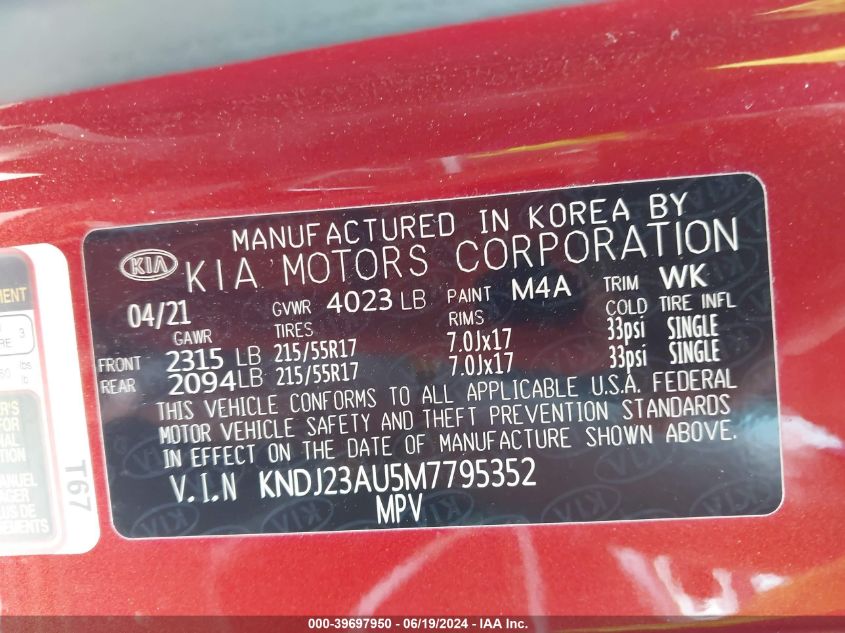 MANUFACTURED IN KOREA BY
KIA KIA MOTORS CORPORATION
04/21 GVWR 4023 LB PAINT M4A TRIM WK
GAWR TIRES RIMS COLD TIRE INFL
FRONT 2315 LB 215/55R17 7.0Jx17 33psi SINGLE
REAR 2094 LB 215/55R17 7.0Jx17 33psi SINGLE
THIS VEHICLE CONFORMS TO ALL APPLICABLE U.S.A. FEDERAL
MOTOR VEHICLE SAFETY AND THEFT PREVENTION STANDARDS
IN EFFECT ON THE DATE OF MANUFACTURE SHOWN ABOVE.
V.I.N KNDJ23AU5M7795352
MPV
T67
000-39697950 - 06/19/2024 - IAA Inc.